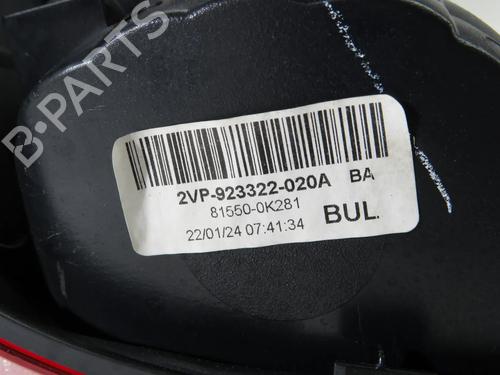 B-PARTS
2VP-923322-020A BA
81550-0K281
22/01/24 07:41:34 BUL.